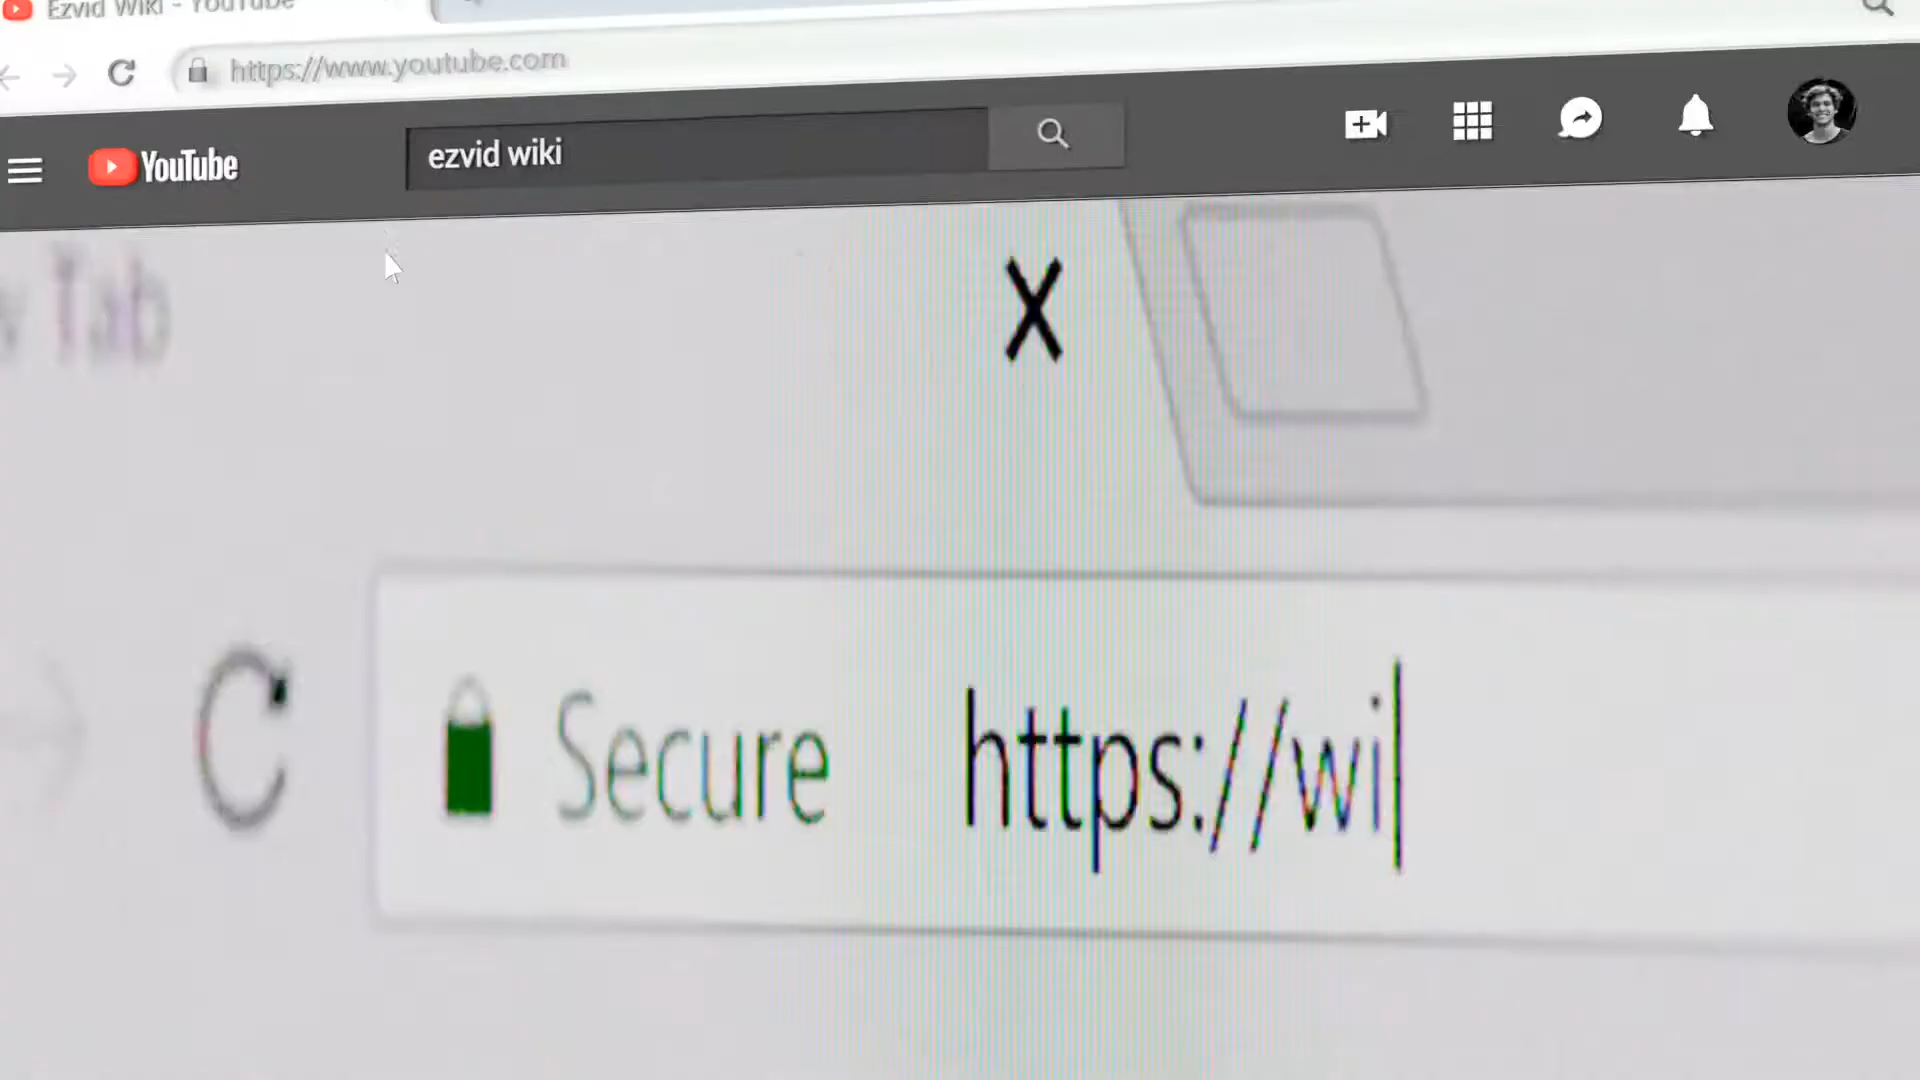 Ezvid Wiki - YouTube
https://www.youtube.com
YouTube
ezvid wiki
Tab
X
Secure https://wi